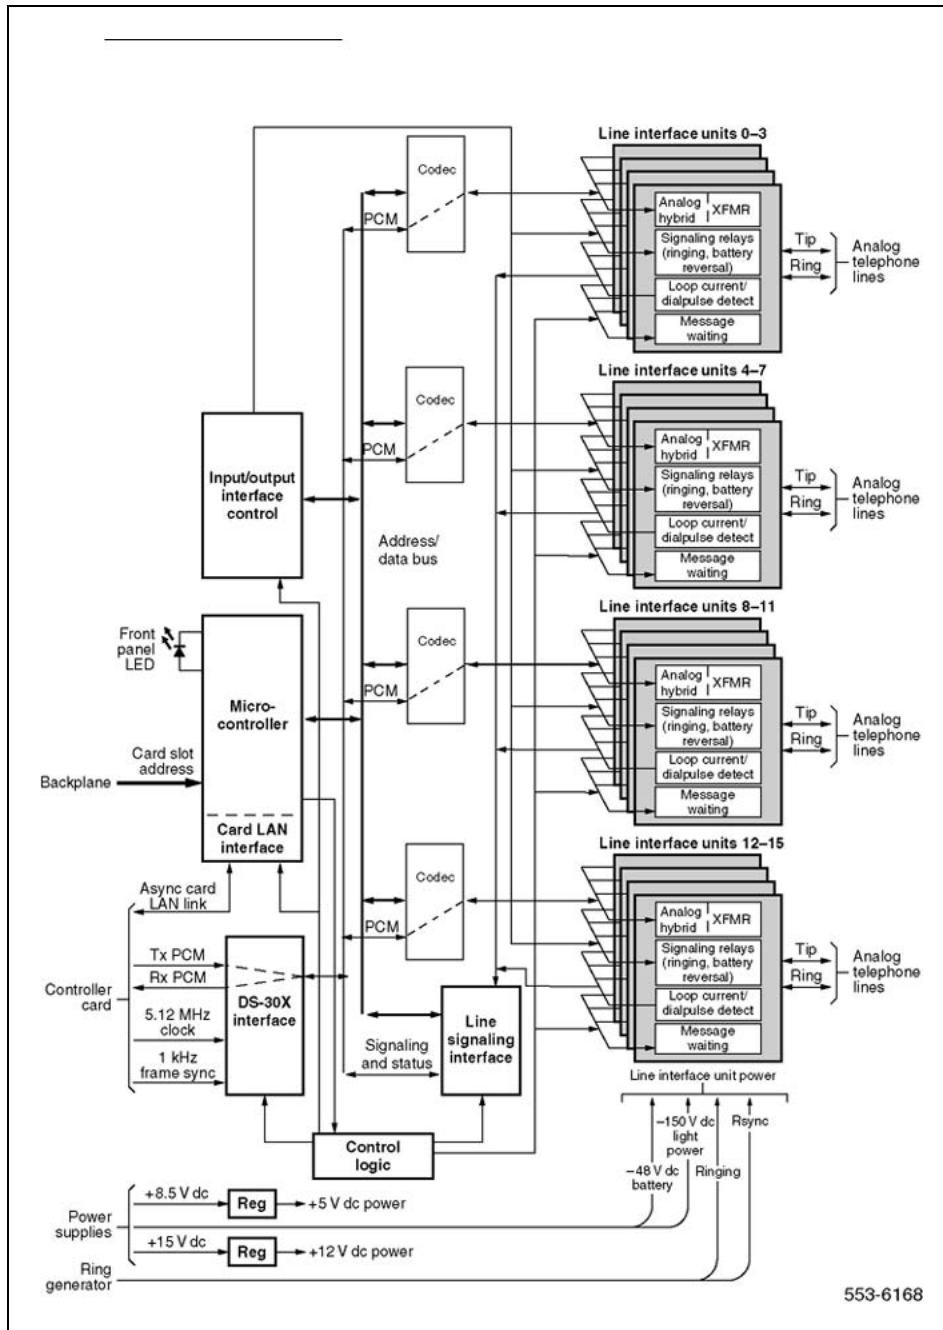 Line interface units 0–3
Codec
PCM
Analog
hybrid
XFMR
Signaling relays
(ringing, battery
reversal)
Loop current/
dialpulse detect
Message
waiting
Tip
Ring
Analog
telephone
lines
Line interface units 4–7
Codec
PCM
Analog
hybrid
XFMR
Signaling relays
(ringing, battery
reversal)
Loop current/
dialpulse detect
Message
waiting
Tip
Ring
Analog
telephone
lines
Input/output
interface
control
Address/
data bus
Line interface units 8–11
Codec
PCM
Analog
hybrid
XFMR
Signaling relays
(ringing, battery
reversal)
Loop current/
dialpulse detect
Message
waiting
Tip
Ring
Analog
telephone
lines
Front
panel
LED
Micro-
controller
Card slot
address
Backplane
Card LAN
interface
Line interface units 12–15
Codec
PCM
Analog
hybrid
XFMR
Signaling relays
(ringing, battery
reversal)
Loop current/
dialpulse detect
Message
waiting
Tip
Ring
Analog
telephone
lines
Async card
LAN link
Tx PCM
Rx PCM
Controller
card
5.12 MHz
clock
1 kHz
frame sync
DS-30X
interface
Signaling
and status
Line
signaling
interface
Control
logic
Line interface unit power
–48 V dc
battery
–150 V dc
light
power
Ringing
Rsync
Power
supplies
+8.5 V dc
Reg
+5 V dc power
+15 V dc
Reg
+12 V dc power
Ring
generator
553-6168